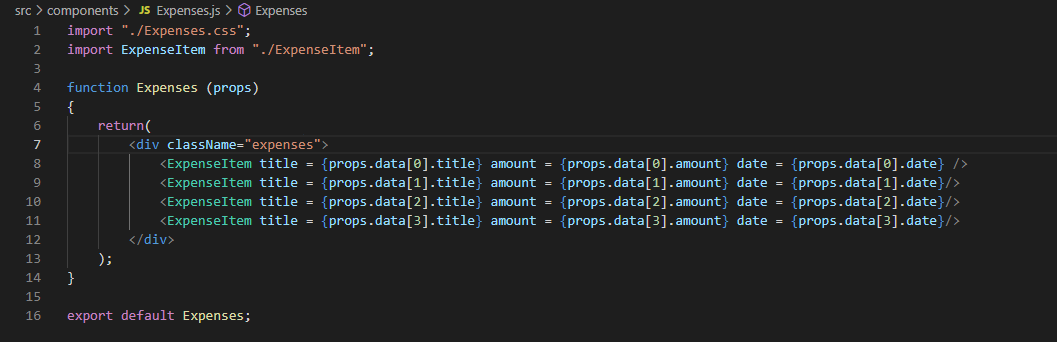 src > components > JS Expenses.js > Expenses
1 import "./Expenses.css";
2 import ExpenseItem from "./ExpenseItem";
3
4 function Expenses (props)
5 {
6     return(
7         <div className="expenses">
8             <ExpenseItem title = {props.data[0].title} amount = {props.data[0].amount} date = {props.data[0].date} />
9             <ExpenseItem title = {props.data[1].title} amount = {props.data[1].amount} date = {props.data[1].date}/>
10             <ExpenseItem title = {props.data[2].title} amount = {props.data[2].amount} date = {props.data[2].date}/>
11             <ExpenseItem title = {props.data[3].title} amount = {props.data[3].amount} date = {props.data[3].date}/>
12         </div>
13     );
14 }
15
16 export default Expenses;